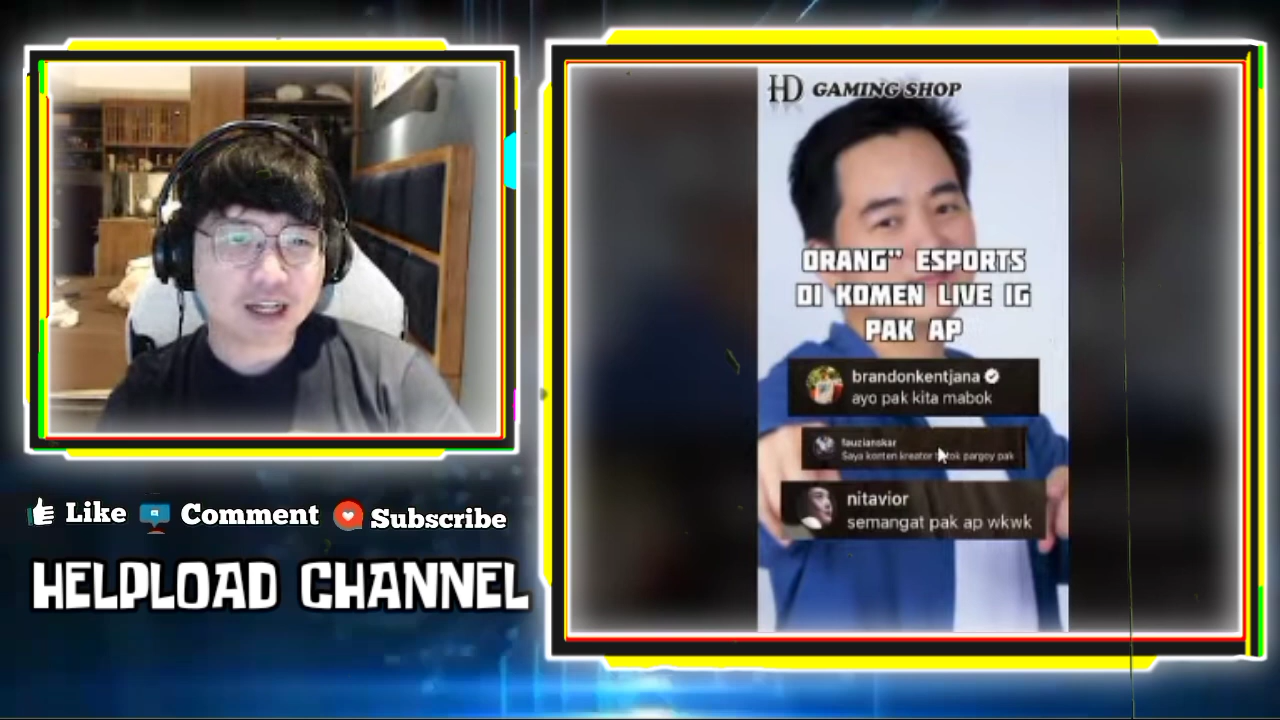 HD GAMING SHOP
ORANG" ESPORTS
DI KOMEN LIVE IG
PAK AP
brandonkentjana
ayo pak kita mabok
fauzianskar
Saya konten kreator pargoy pak
nitavior
semangat pak ap wkwk
Like Comment Subscribe
HELPLOAD CHANNEL